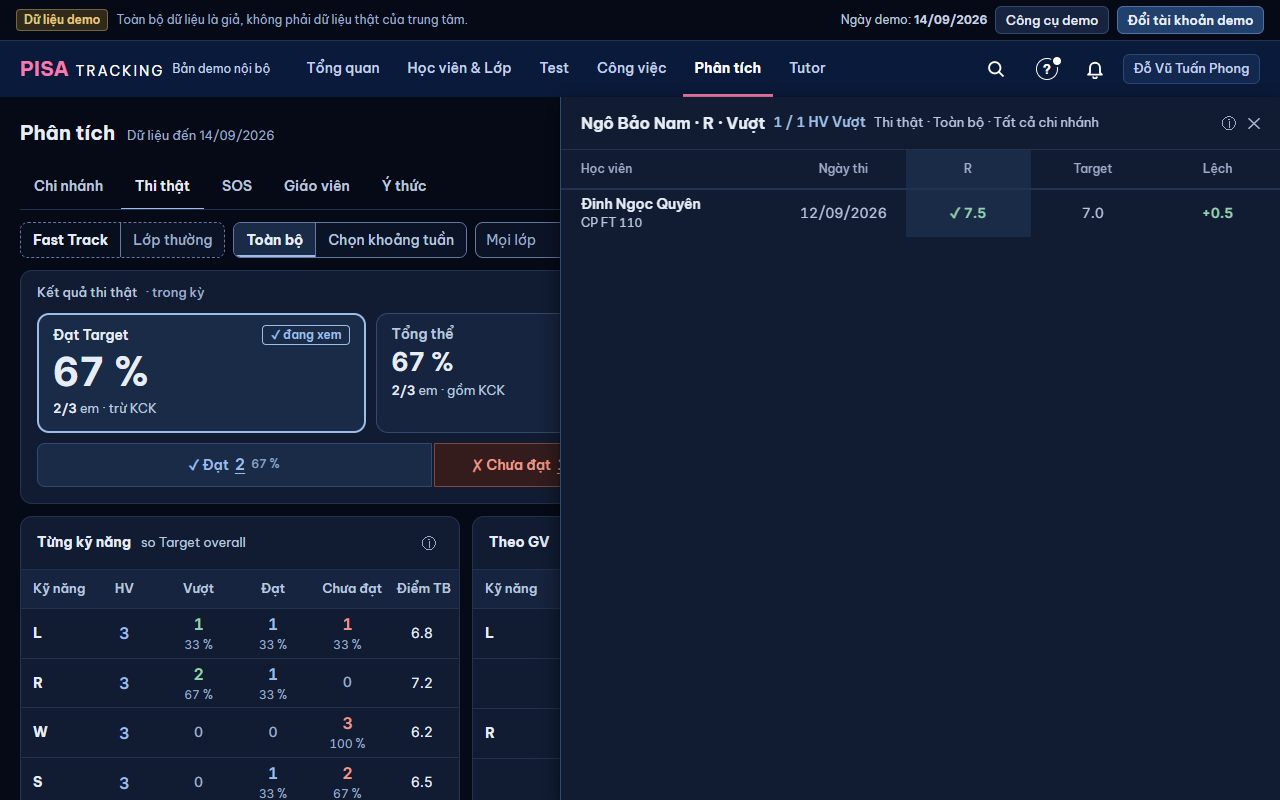 Dữ liệu demo Toàn bộ dữ liệu là giả, không phải dữ liệu thật của trung tâm. Ngày demo: 14/09/2026 Công cụ demo Đổi tài khoản demo
PISA TRACKING Bản demo nội bộ Tổng quan Học viên & Lớp Test Công việc Phân tích Tutor ? Đỗ Vũ Tuấn Phong
Phân tích Dữ liệu đến 14/09/2026
Chi nhánh Thi thật SOS Giáo viên Ý thức
Fast Track Lớp thường Toàn bộ Chọn khoảng tuần Mọi lớp
Kết quả thi thật · trong kỳ
Đạt Target ✓ đang xem
67 %
2/3 em · trừ KCK
Tổng thể
67 %
2/3 em · gồm KCK
✓ Đạt 2 67 % ✗ Chưa đạt
Từng kỹ năng so Target overall ⓘ
Kỹ năng HV Vượt Đạt Chưa đạt Điểm TB
L 3 1 1 1 6.8
33 % 33 % 33 %
R 3 2 1 0 7.2
67 % 33 %
W 3 0 0 3 6.2
100 %
S 3 0 1 2 6.5
33 % 67 %
Theo GV
Kỹ năng
L
R
Ngô Bảo Nam · R · Vượt 1 / 1 HV Vượt Thi thật · Toàn bộ · Tất cả chi nhánh ⓘ
Học viên Ngày thi R Target Lệch
Đinh Ngọc Quyên 12/09/2026 ✓ 7.5 7.0 +0.5
CP FT 110